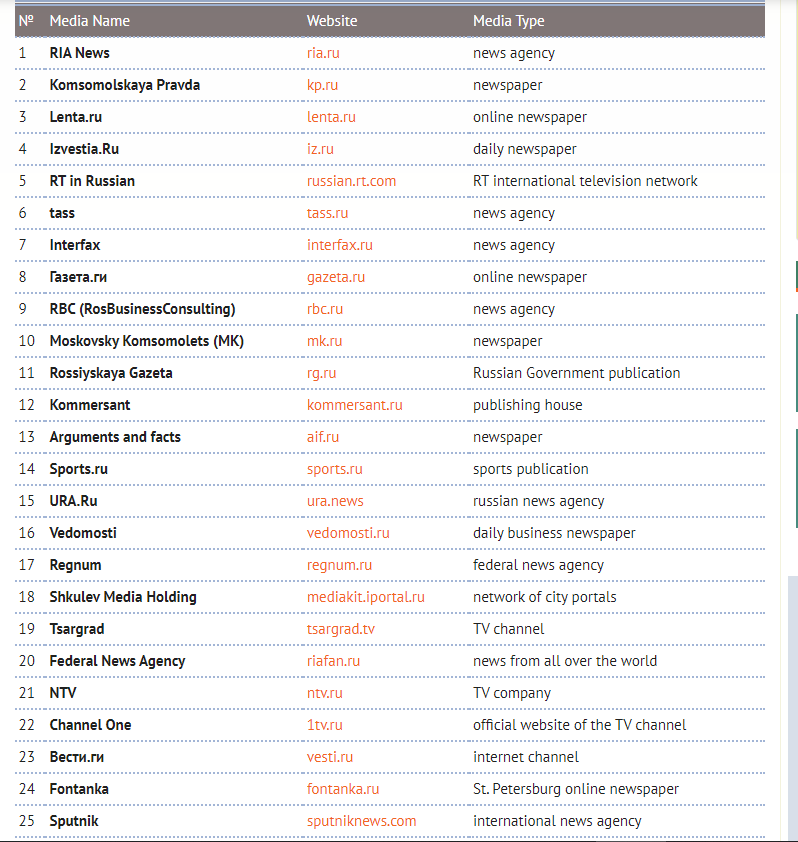 № Media Name Website Media Type
1 RIA News ria.ru news agency
2 Komsomolskaya Pravda kp.ru newspaper
3 Lenta.ru lenta.ru online newspaper
4 Izvestia.Ru iz.ru daily newspaper
5 RT in Russian russian.rt.com RT international television network
6 tass tass.ru news agency
7 Interfax interfax.ru news agency
8 Газета.ги gazeta.ru online newspaper
9 RBC (RosBusinessConsulting) rbc.ru news agency
10 Moskovsky Komsomolets (MK) mk.ru newspaper
11 Rossiyskaya Gazeta rg.ru Russian Government publication
12 Kommersant kommersant.ru publishing house
13 Arguments and facts aif.ru newspaper
14 Sports.ru sports.ru sports publication
15 URA.Ru ura.news russian news agency
16 Vedomosti vedomosti.ru daily business newspaper
17 Regnum regnum.ru federal news agency
18 Shkulev Media Holding mediakit.iportal.ru network of city portals
19 Tsargrad tsargrad.tv TV channel
20 Federal News Agency riafan.ru news from all over the world
21 NTV ntv.ru TV company
22 Channel One 1tv.ru official website of the TV channel
23 Вести.ги vesti.ru internet channel
24 Fontanka fontanka.ru St. Petersburg online newspaper
25 Sputnik sputniknews.com international news agency